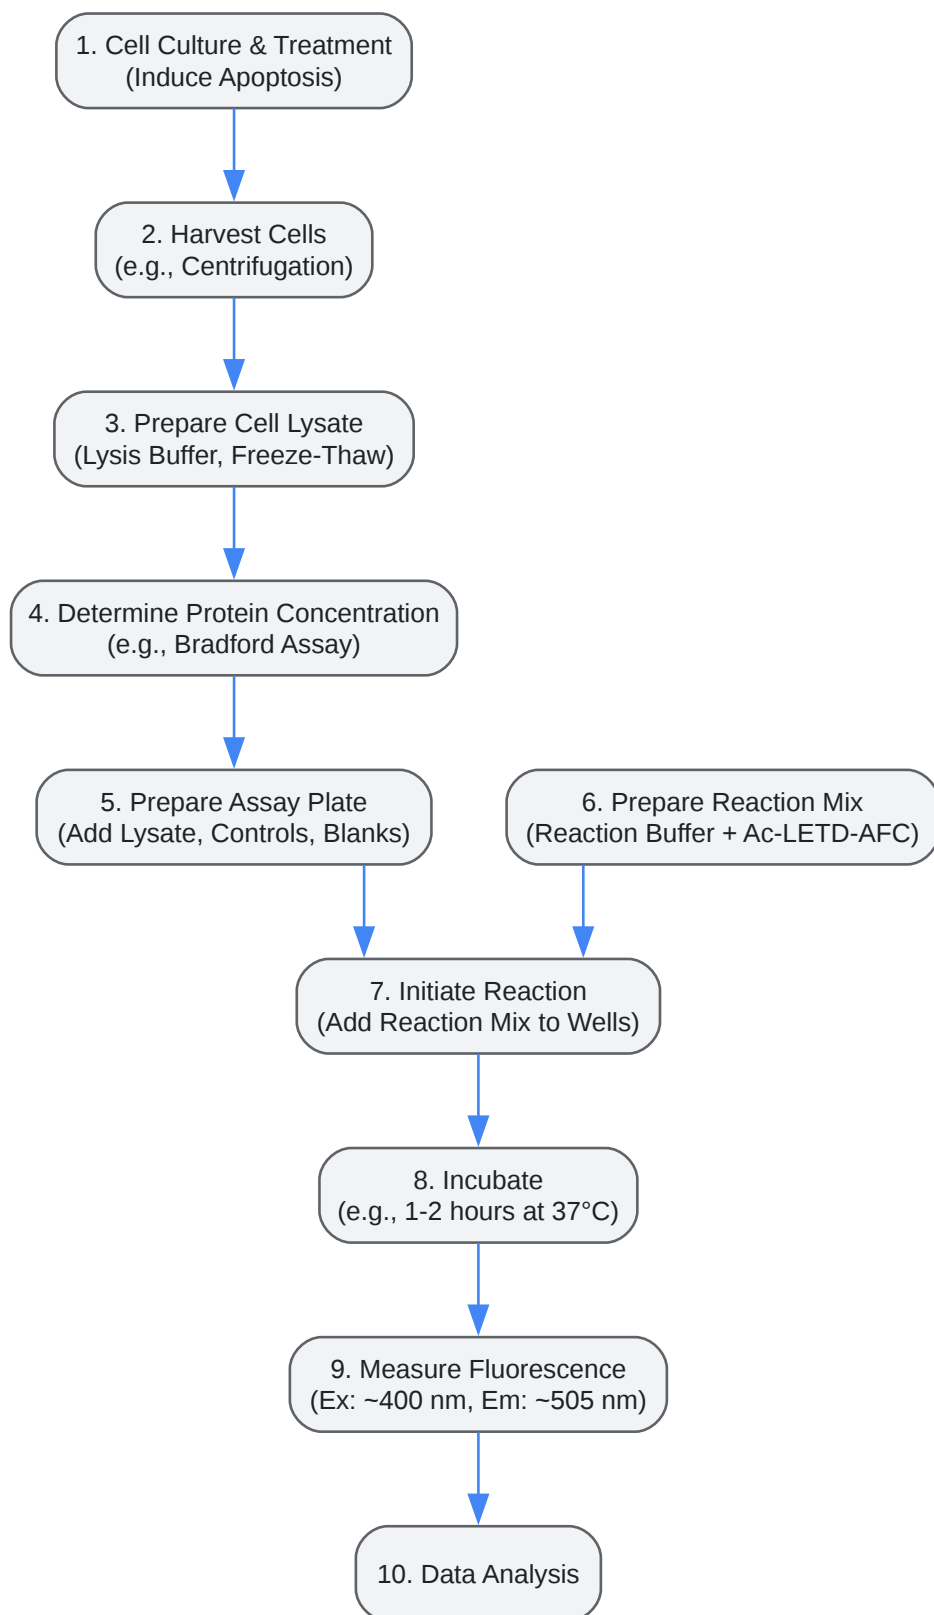 1. Cell Culture & Treatment
(Induce Apoptosis)
2. Harvest Cells
(e.g., Centrifugation)
3. Prepare Cell Lysate
(Lysis Buffer, Freeze-Thaw)
4. Determine Protein Concentration
(e.g., Bradford Assay)
5. Prepare Assay Plate
(Add Lysate, Controls, Blanks)
6. Prepare Reaction Mix
(Reaction Buffer + Ac-LETD-AFC)
7. Initiate Reaction
(Add Reaction Mix to Wells)
8. Incubate
(e.g., 1-2 hours at 37°C)
9. Measure Fluorescence
(Ex: ~400 nm, Em: ~505 nm)
10. Data Analysis